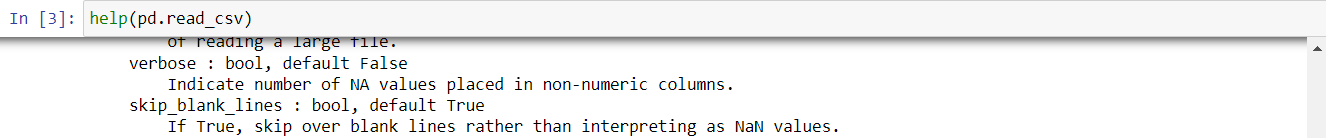 In [3]: help(pd.read_csv)
of reading a large file.
verbose : bool, default False
Indicate number of NA values placed in non-numeric columns.
skip_blank_lines : bool, default True
If True, skip over blank lines rather than interpreting as NaN values.